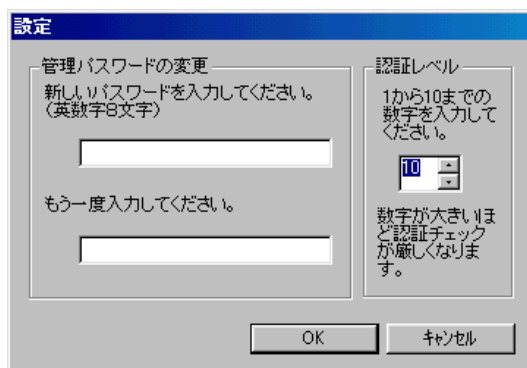 設定
管理パスワードの変更
新しいパスワードを入力してください。
(英数字8文字)
もう一度入力してください。
認証レベル
1から10までの
数字を入力して
ください。
10
数字が大きいほ
ど認証チェック
が厳しくなりま
す。
OK
キャンセル